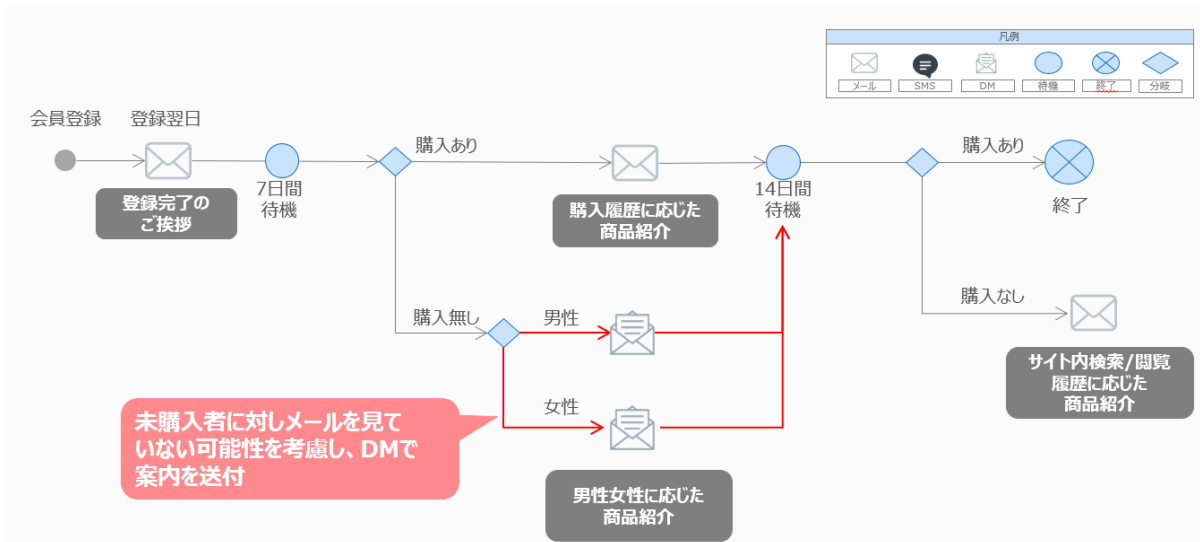 凡例
メール
SMS
DM
待機
終了
分岐
会員登録
登録翌日
登録完了の
ご挨拶
7日間
待機
購入あり
購入履歴に応じた
商品紹介
14日間
待機
購入あり
終了
購入無し
男性
女性
男性女性に応じた
商品紹介
購入なし
サイト内検索/閲覧
履歴に応じた
商品紹介
未購入者に対しメールを見て
いない可能性を考慮し、DMで
案内を送付